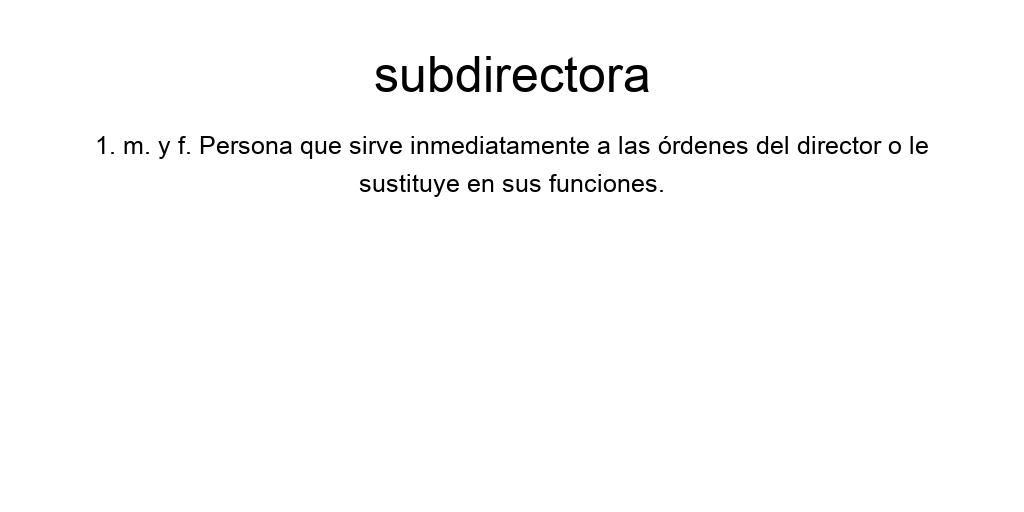 subdirectora
1. m. y f. Persona que sirve inmediatamente a las órdenes del director o le
sustituye en sus funciones.